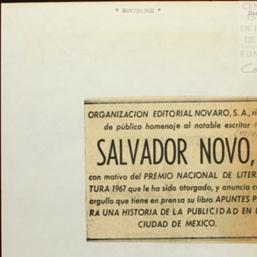 DE
FUN
ORGANIZACION EDITORIAL NOVARO, S. A.,
de público homenaje al notable escritor
SALVADOR NOVO,
con motivo del PREMIO NACIONAL DE LITER
TURA 1967 que le ha sido otorgado, y anuncia c
orgullo que tiene en prensa su libro APUNTES P
RA UNA HISTORIA DE LA PUBLICIDAD EN L
CIUDAD DE MEXICO.